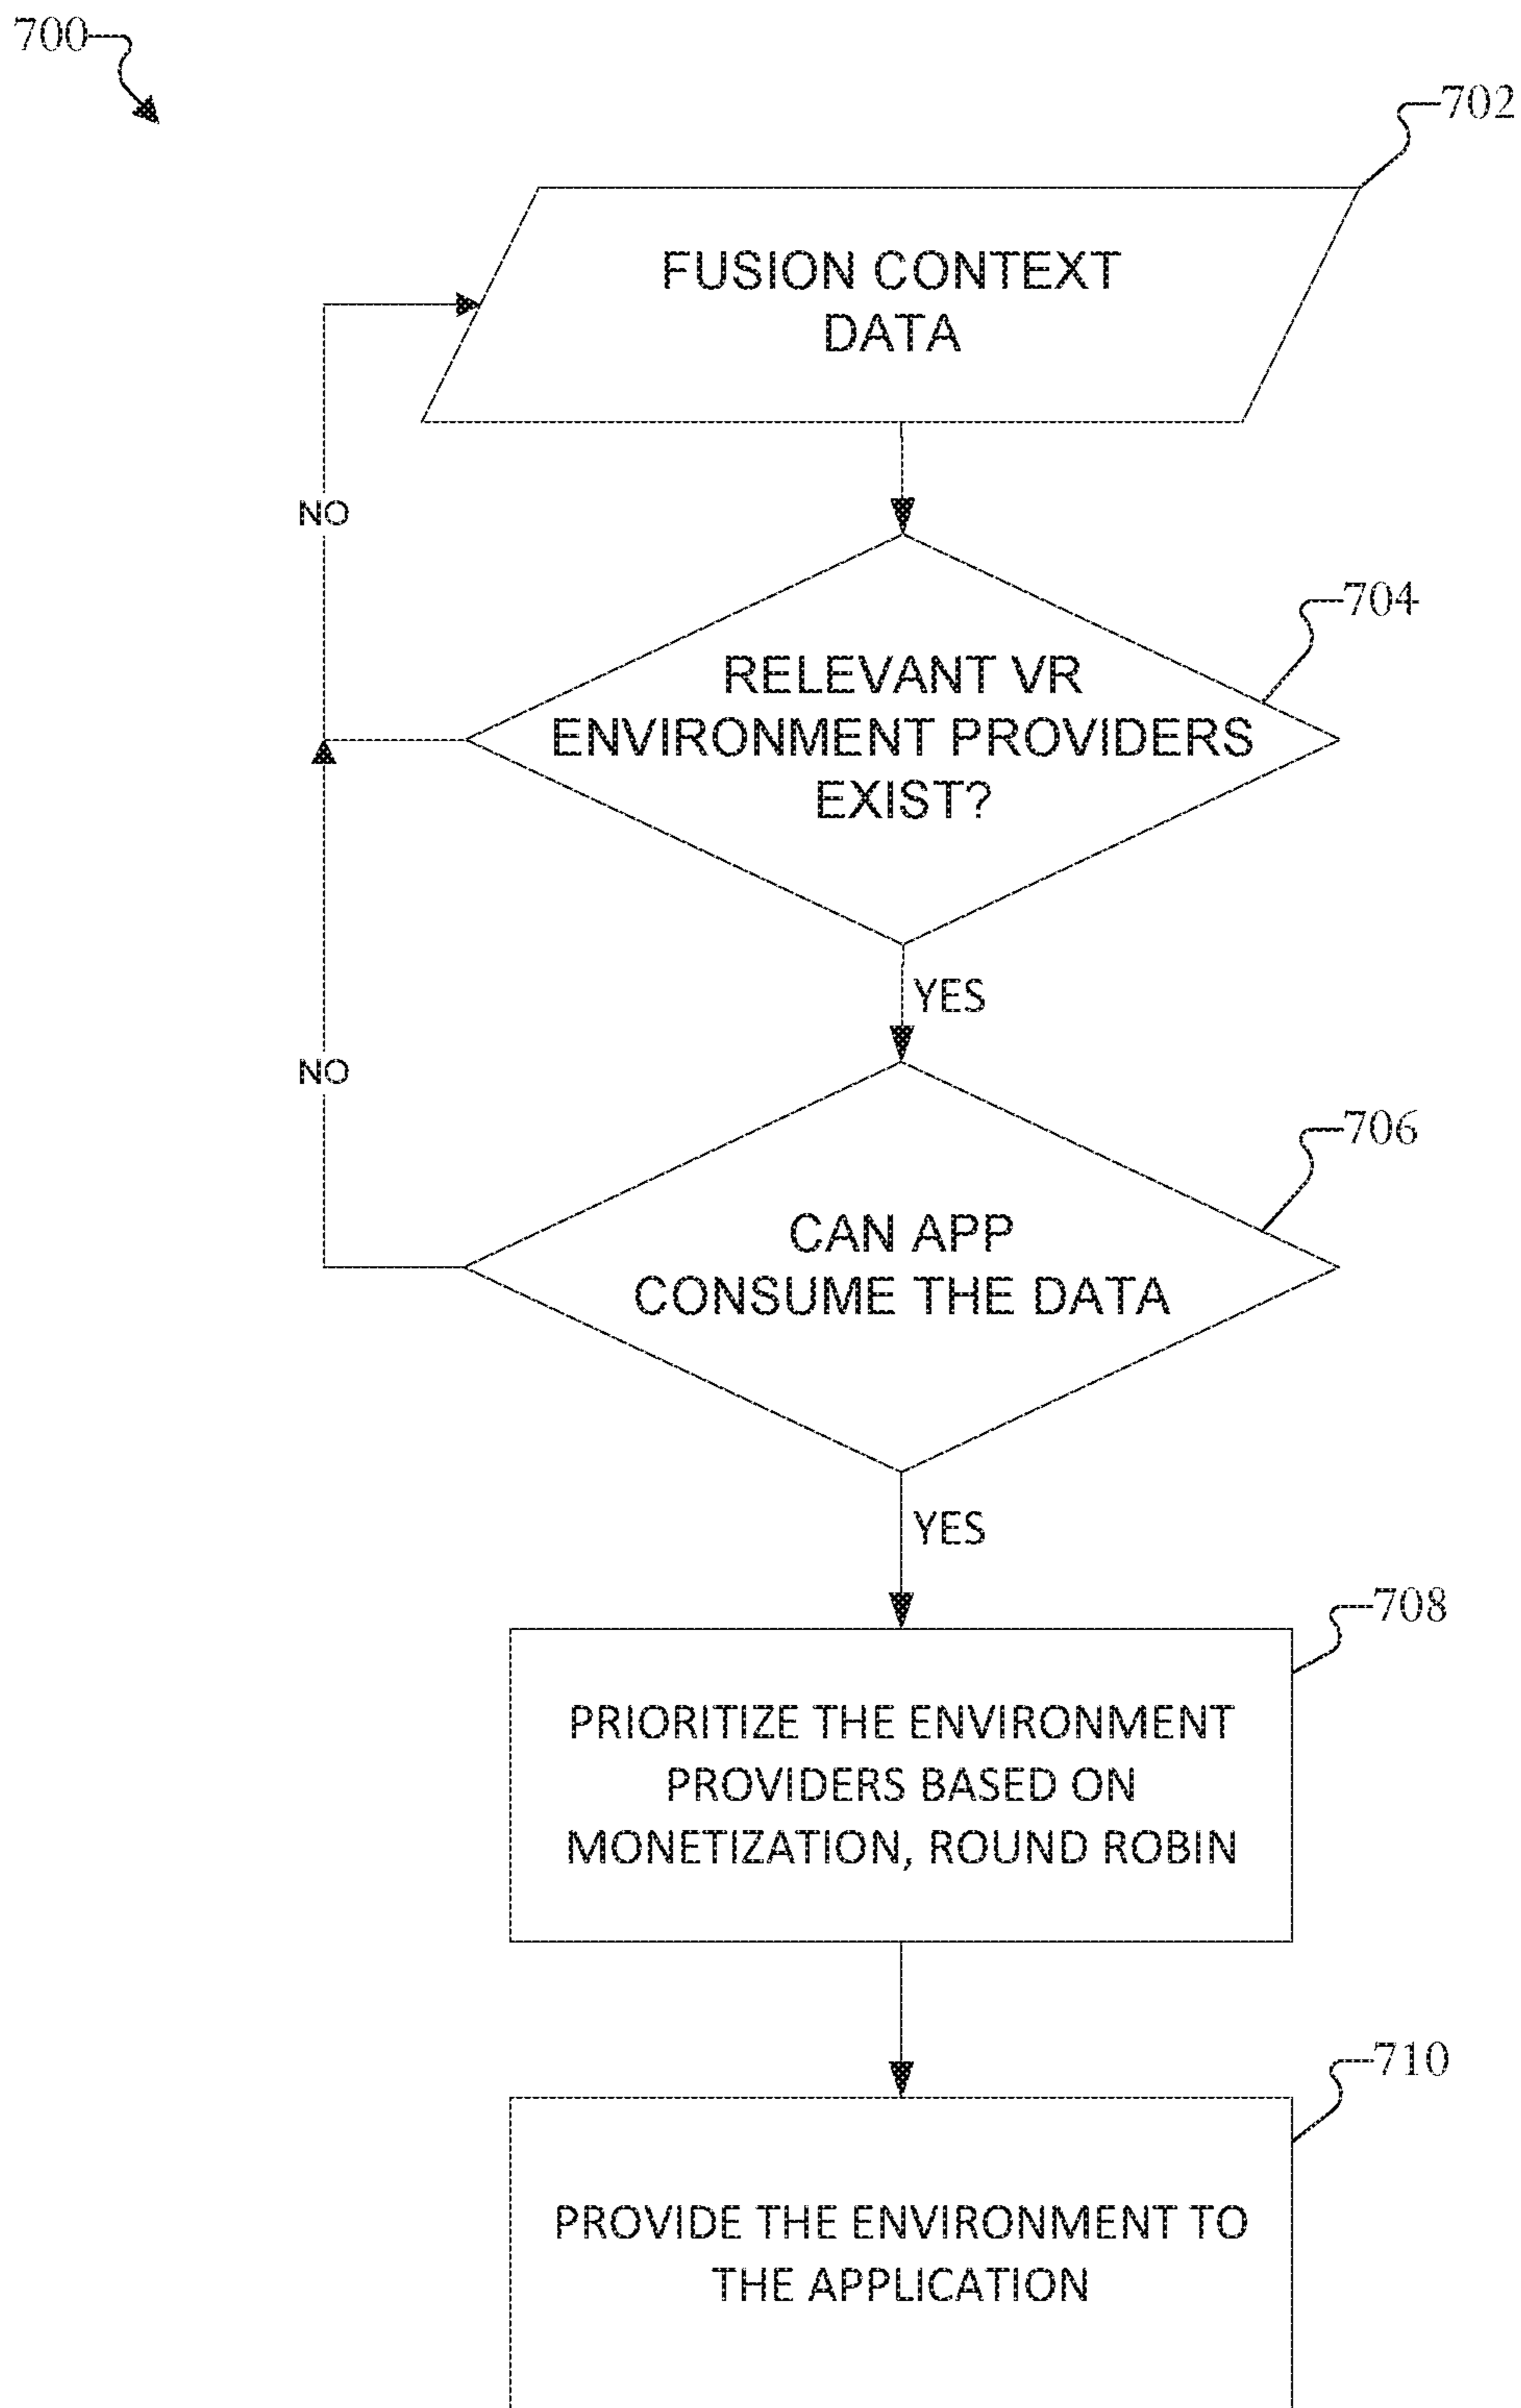 700
702
FUSION CONTEXT
DATA
NO
704
RELEVANT VR
ENVIRONMENT PROVIDERS
EXIST?
YES
NO
706
CAN APP
CONSUME THE DATA
YES
708
PRIORITIZE THE ENVIRONMENT
PROVIDERS BASED ON
MONETIZATION, ROUND ROBIN
710
PROVIDE THE ENVIRONMENT TO
THE APPLICATION